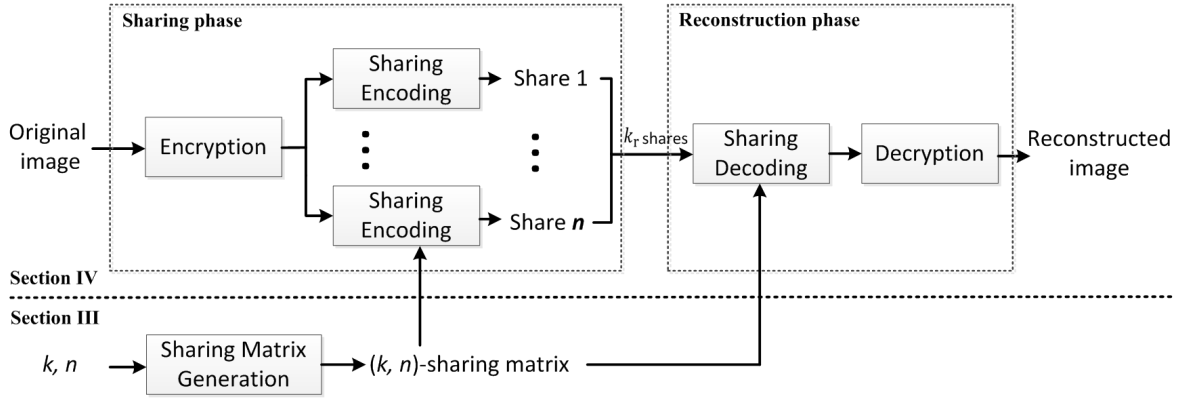 Sharing phase
Reconstruction phase
Original
image
Encryption
Sharing
Encoding
Share 1
Sharing
Encoding
Share n
kr shares
Sharing
Decoding
Decryption
Reconstructed
image
Section IV
Section III
k, n
Sharing Matrix
Generation
(k, n)-sharing matrix